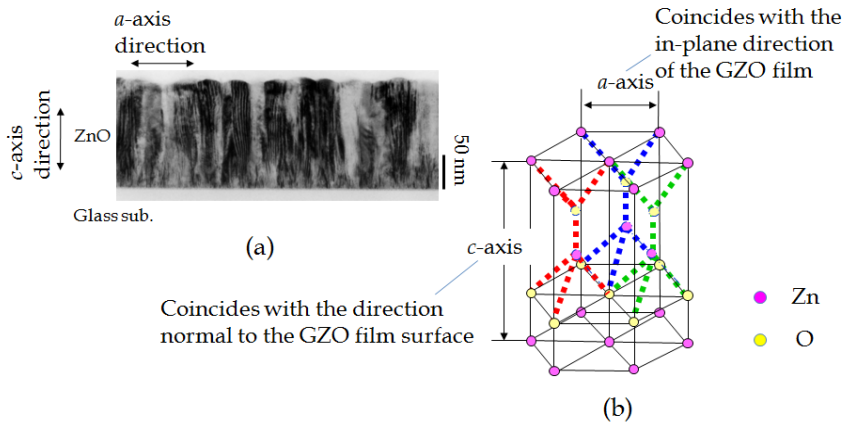 a-axis
direction
c-axis
direction
ZnO
50 nm
Glass sub.
(a)
Coincides with the
in-plane direction
of the GZO film
a-axis
c-axis
Coincides with the direction
normal to the GZO film surface
Zn
O
(b)